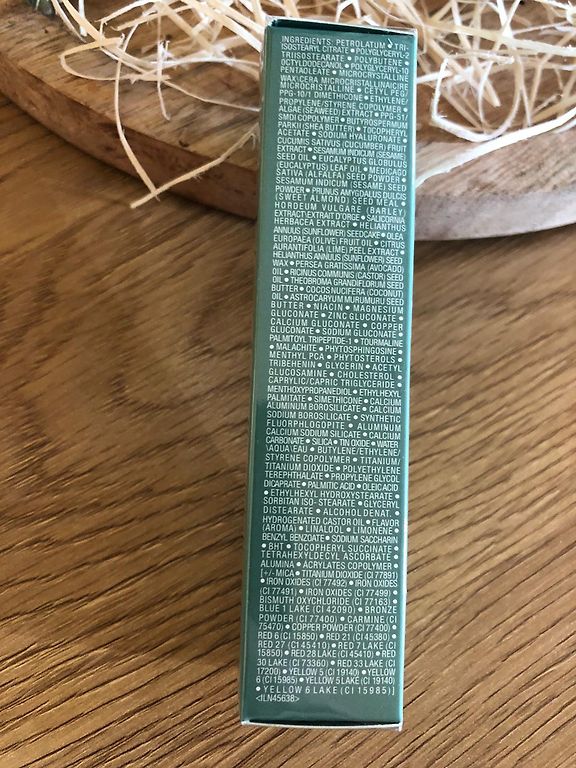 INGREDIENTS: PETROLATUM • TRI-
ISOSTEARYL CITRATE • POLYGLYCERYL-2
TRIISOSTEARATE • POLYBUTENE •
OCTYLDODECANOL • POLYGLYCERYL-10
PENTAOLEATE • MICROCRYSTALLINE
WAX\CERA MICROCRISTALLINA\CIRE
MICROCRISTALLINE • CETYL PEG/
PPG-10/1 DIMETHICONE • ETHYLENE/
PROPYLENE/STYRENE COPOLYMER •
ALGAE (SEAWEED) EXTRACT • PPG-51/
SMDI COPOLYMER • BUTYROSPERMUM
PARKII (SHEA BUTTER) • TOCOPHERYL
ACETATE • SODIUM HYALURONATE •
CUCUMIS SATIVUS (CUCUMBER) FRUIT
EXTRACT • SESAMUM INDICUM (SESAME)
SEED OIL • EUCALYPTUS GLOBULUS
(EUCALYPTUS) LEAF OIL • MEDICAGO
SATIVA (ALFALFA) SEED POWDER •
SESAMUM INDICUM (SESAME) SEED
POWDER • PRUNUS AMYGDALUS DULCIS
(SWEET ALMOND) SEED MEAL •
HORDEUM VULGARE (BARLEY)
EXTRACT\EXTRAIT D'ORGE • SALICORNIA
HERBACEA EXTRACT • HELIANTHUS
ANNUUS (SUNFLOWER) SEEDCAKE • OLEA
EUROPAEA (OLIVE) FRUIT OIL • CITRUS
AURANTIFOLIA (LIME) PEEL EXTRACT •
HELIANTHUS ANNUUS (SUNFLOWER) SEED
WAX • PERSEA GRATISSIMA (AVOCADO)
OIL • RICINUS COMMUNIS (CASTOR) SEED
OIL • THEOBROMA GRANDIFLORUM SEED
BUTTER • COCOS NUCIFERA (COCONUT)
OIL • ASTROCARYUM MURUMURU SEED
BUTTER • NIACIN • MAGNESIUM
GLUCONATE • ZINC GLUCONATE •
CALCIUM GLUCONATE • COPPER
GLUCONATE • SODIUM GLUCONATE •
PALMITOYL TRIPEPTIDE-1 • TOURMALINE
• MALACHITE • PHYTOSPHINGOSINE •
MENTHYL PCA • PHYTOSTEROLS •
TRIBEHENIN • GLYCERIN • ACETYL
GLUCOSAMINE • CHOLESTEROL •
CAPRYLIC/CAPRIC TRIGLYCERIDE •
MENTHOXYPROPANEDIOL • ETHYLHEXYL
PALMITATE • SIMETHICONE • CALCIUM
ALUMINUM BOROSILICATE • CALCIUM
SODIUM BOROSILICATE • SYNTHETIC
FLUORPHLOGOPITE • ALUMINUM
CALCIUM SODIUM SILICATE • CALCIUM
CARBONATE • SILICA • TIN OXIDE • WATER
\AQUA\EAU • BUTYLENE/ETHYLENE/
STYRENE COPOLYMER • TITANIUM/
TITANIUM DIOXIDE • POLYETHYLENE
TEREPHTHALATE • PROPYLENE GLYCOL
DICAPRATE • PALMITIC ACID • OLEIC ACID
• ETHYLHEXYL HYDROXYSTEARATE •
SORBITAN ISO- STEARATE • GLYCERYL
DISTEARATE • ALCOHOL DENAT. •
HYDROGENATED CASTOR OIL • FLAVOR
(AROMA) • LINALOOL • LIMONENE •
BENZYL BENZOATE • SODIUM SACCHARIN
• BHT • TOCOPHERYL SUCCINATE •
TETRAHEXYLDECYL ASCORBATE •
ALUMINA • ACRYLATES COPOLYMER •
[+/- MICA • TITANIUM DIOXIDE (CI 77891)
• IRON OXIDES (CI 77492) • IRON OXIDES
(CI 77491) • IRON OXIDES (CI 77499) •
BISMUTH OXYCHLORIDE (CI 77163) •
BLUE 1 LAKE (CI 42090) • BRONZE
POWDER (CI 77400) • CARMINE (CI
75470) • COPPER POWDER (CI 77400) •
RED 6 (CI 15850) • RED 21 (CI 45380) •
RED 27 (CI 45410) • RED 7 LAKE (CI
15850) • RED 28 LAKE (CI 45410) • RED
30 LAKE (CI 73360) • RED 33 LAKE (CI
17200) • YELLOW 5 (CI 19140) • YELLOW
6 (CI 15985) • YELLOW 5 LAKE (CI 19140)
• YELLOW 6 LAKE (CI 15985)]
<ILN45638>